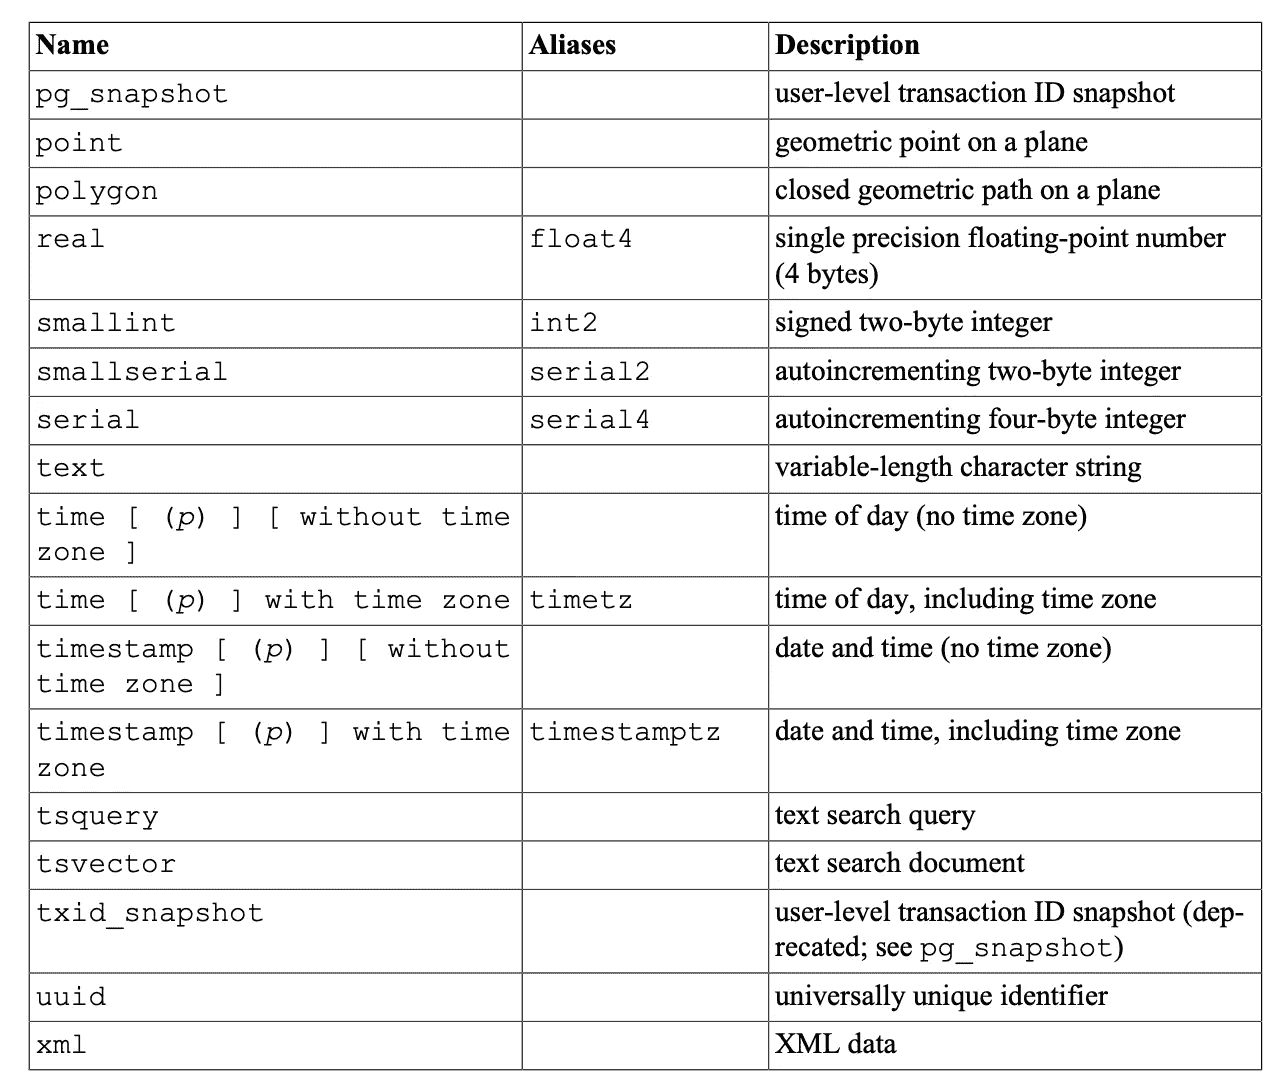 Name Aliases Description
pg_snapshot user-level transaction ID snapshot
point geometric point on a plane
polygon closed geometric path on a plane
real float4 single precision floating-point number
(4 bytes)
smallint int2 signed two-byte integer
smallserial serial2 autoincrementing two-byte integer
serial serial4 autoincrementing four-byte integer
text variable-length character string
time [ (p) ] [ without time
zone ]
time of day (no time zone)
time [ (p) ] with time zone timetz time of day, including time zone
timestamp [ (p) ] [ without
time zone ]
date and time (no time zone)
timestamp [ (p) ] with time
zone
timestamptz date and time, including time zone
tsquery text search query
tsvector text search document
txid_snapshot user-level transaction ID snapshot (dep-
recated; see pg_snapshot)
uuid universally unique identifier
xml XML data